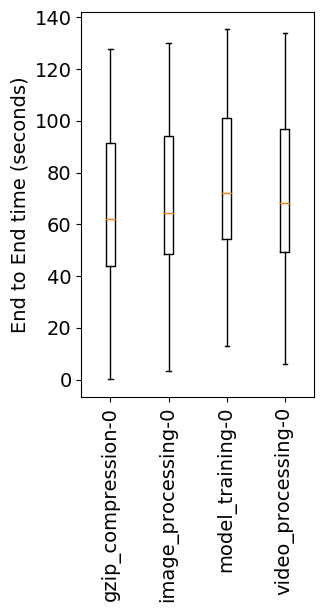 End to End time (seconds)
140
120
100
80
60
40
20
0
gzip_compression-0
image_processing-0
model_training-0
video_processing-0